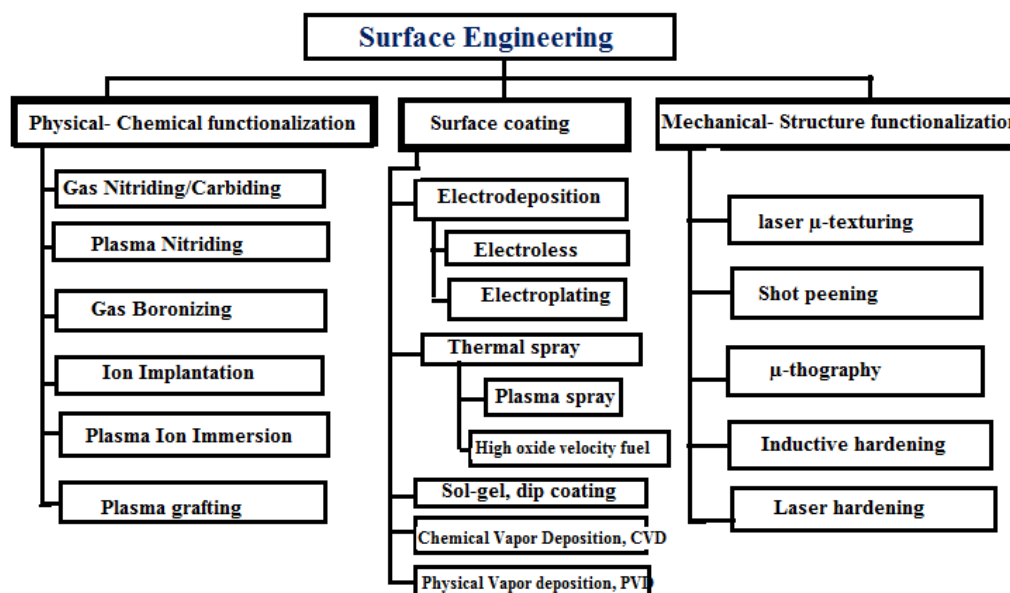 Surface Engineering
Physical- Chemical functionalization
Gas Nitriding/Carbiding
Plasma Nitriding
Gas Boronizing
Ion Implantation
Plasma Ion Immersion
Plasma grafting
Surface coating
Electrodeposition
Electroless
Electroplating
Thermal spray
Plasma spray
High oxide velocity fuel
Sol-gel, dip coating
Chemical Vapor Deposition, CVD
Physical Vapor deposition, PVD
Mechanical- Structure functionalization
laser μ-texturing
Shot peening
μ-thography
Inductive hardening
Laser hardening